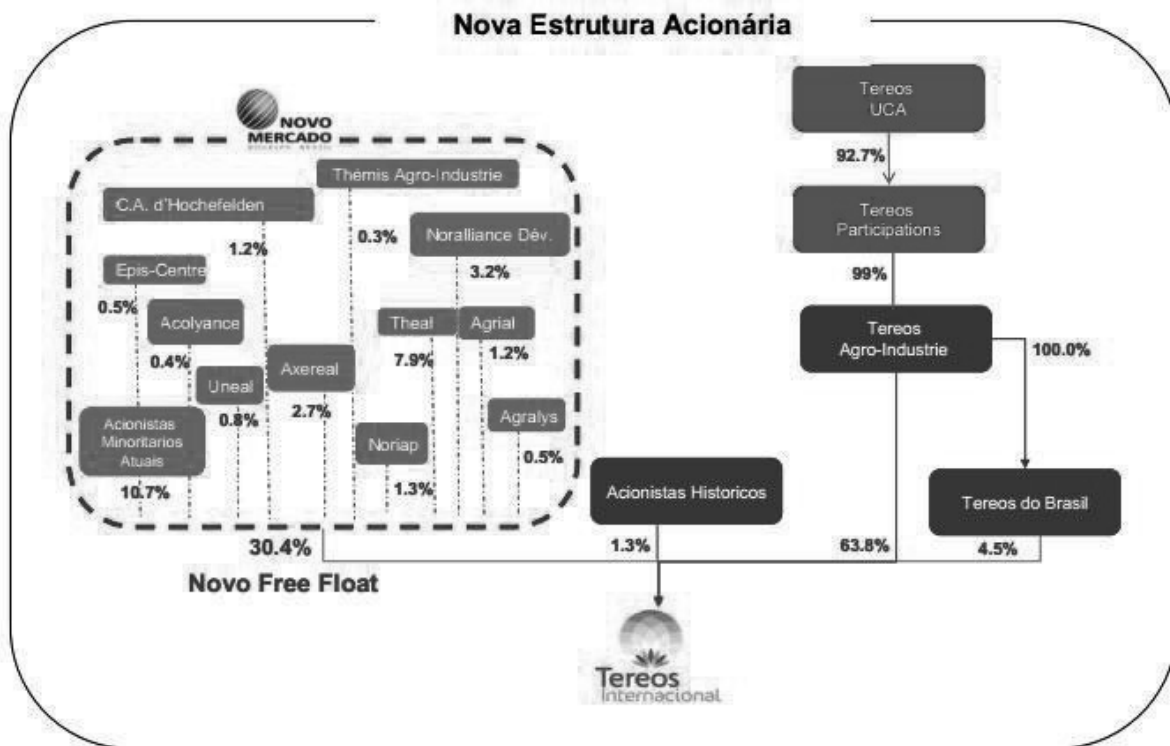 Nova Estrutura Acionária
NOVO
MERCADO
Thémis Agro-Industrie
C.A. d'Hochefelden
0.3%
Noralliance Dév.
1.2%
3.2%
Epis-Centre
0.5%
Acolyance
0.4%
Theal
7.9%
Agrial
1.2%
Uneal
0.8%
Axereal
2.7%
Acionistas
Minoritarios
Atuais
10.7%
Noriap
1.3%
Agralys
0.5%
30.4%
Novo Free Float
Tereos
UCA
92.7%
Tereos
Participations
99%
Tereos
Agro-Industrie
100.0%
Acionistas Historicos
1.3%
63.8%
Tereos do Brasil
4.5%
Tereos
Internacional